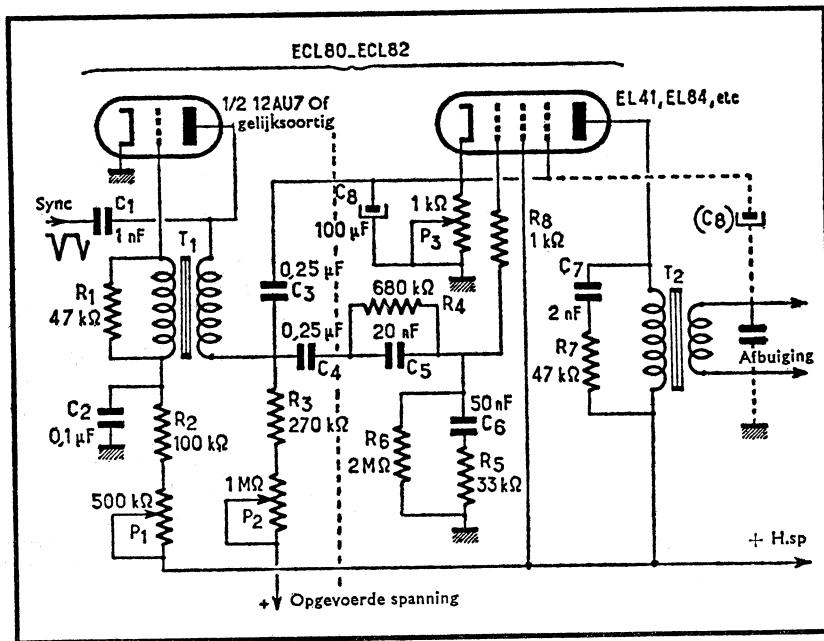 ECL80_ECL82
1/2 12AU7 Of
gelijksoortig
EL41, EL84, etc
Sync
C1
1 nF
T1
R1
47 kΩ
C2
0,1 µF
R2
100 kΩ
500 kΩ
P1
0,25 µF
C3
0,25 µF
C4
R3
270 kΩ
1 MΩ
P2
+ Opgevoerde spanning
C8
100 µF
1 kΩ
P3
R8
1 kΩ
680 kΩ
R4
20 nF
C5
50 nF
C6
R6
2 MΩ
R5
33 kΩ
C7
2 nF
R7
47 kΩ
T2
(C8)
Afbuiging
+ H.sp